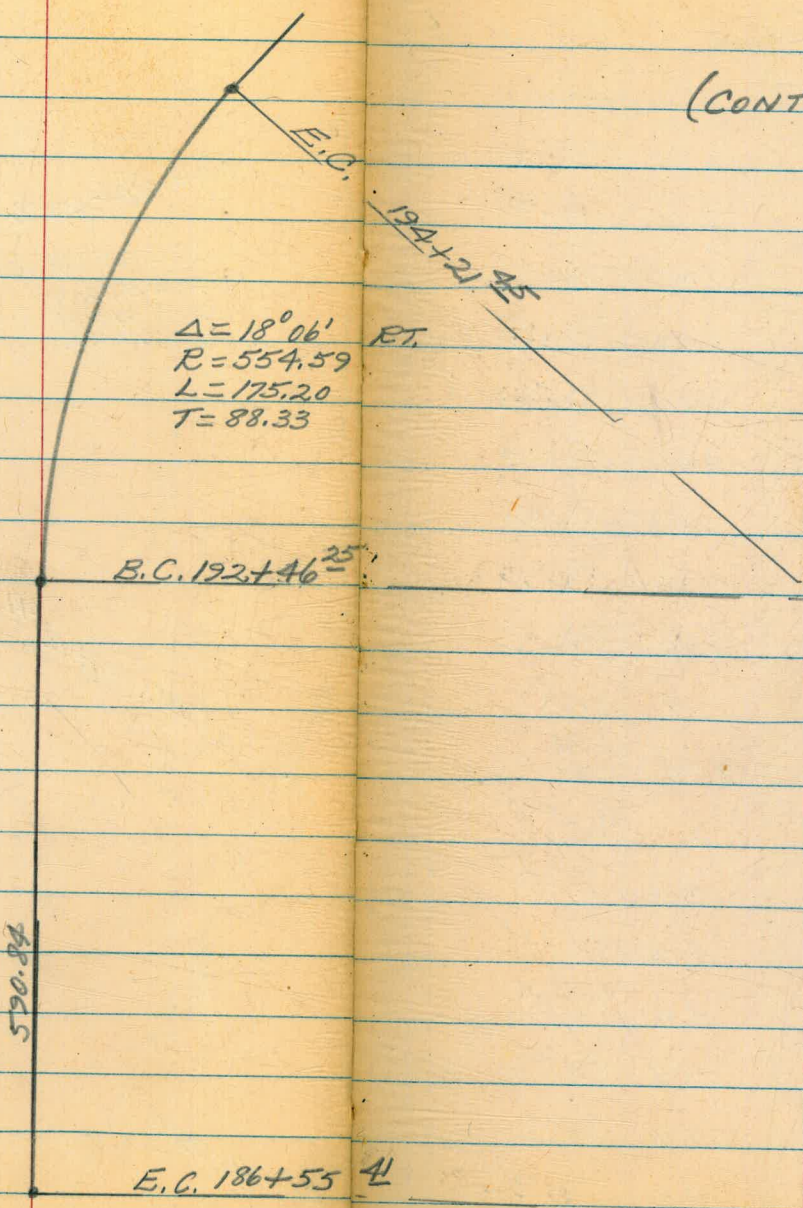 (CONT
E.C. 194+21 45
Δ = 18° 06' RT.
R = 554.59
L = 175.20
T = 88.33
B.C. 192+46 25
590.84
E.C. 186+55 41